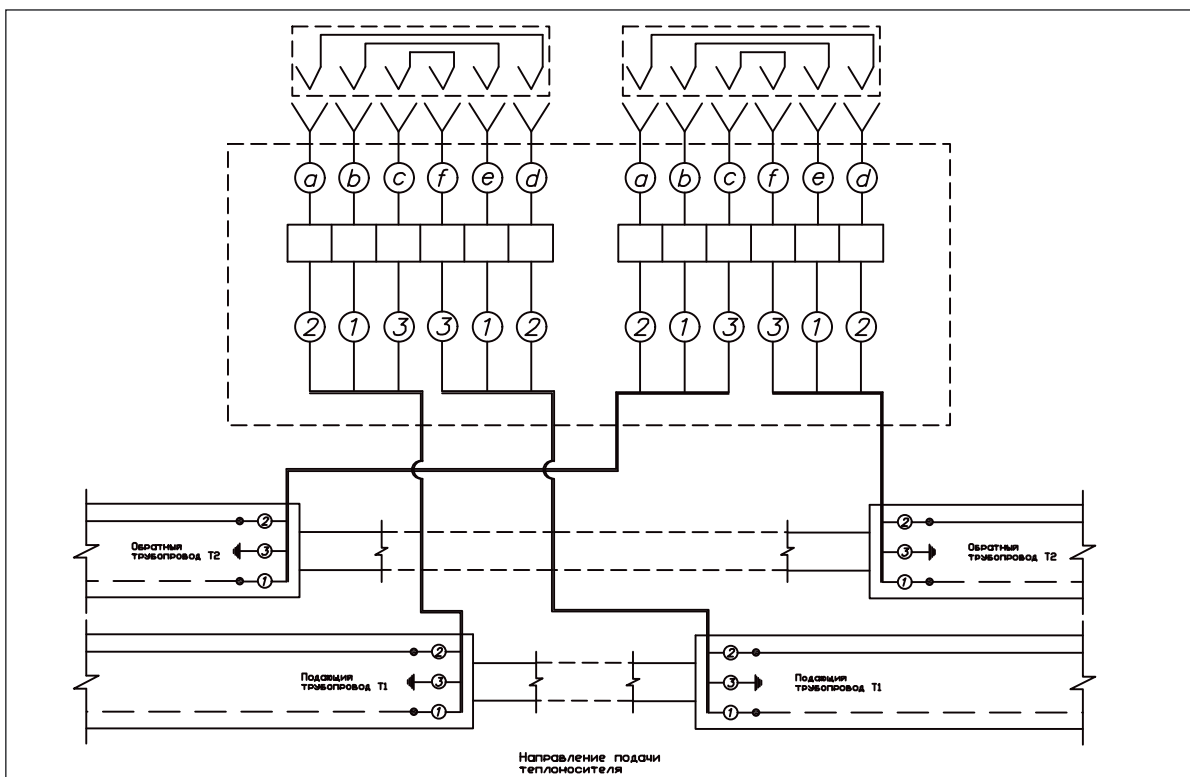 a b c f e d a b c f e d
2 1 3 3 1 2 2 1 3 3 1 2
2
3
1
Обратный
трубопровод Т2
2
3
1
Обратный
трубопровод Т2
2
3
1
Подающий
трубопровод Т1
2
3
1
Подающий
трубопровод Т1
Направление подачи
теплоносителя